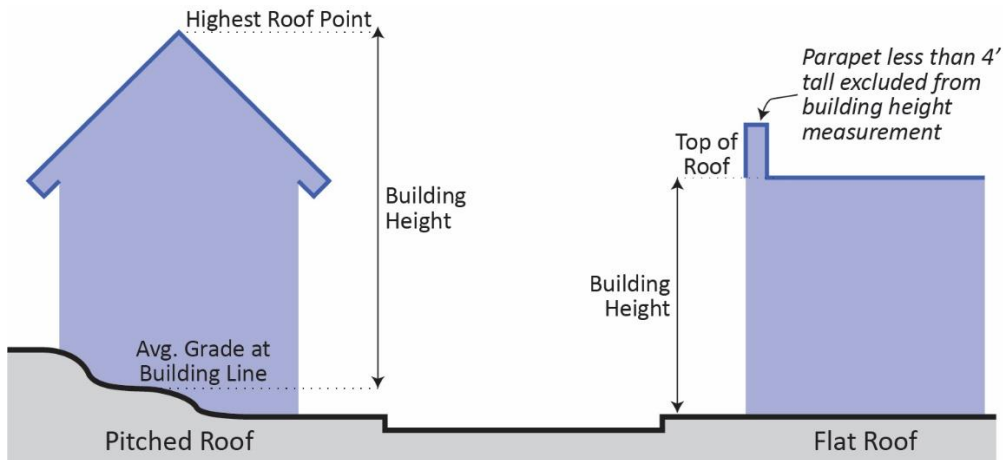 Highest Roof Point
Building
Height
Avg. Grade at
Building Line
Pitched Roof
Parapet less than 4'
tall excluded from
building height
measurement
Top of
Roof
Building
Height
Flat Roof